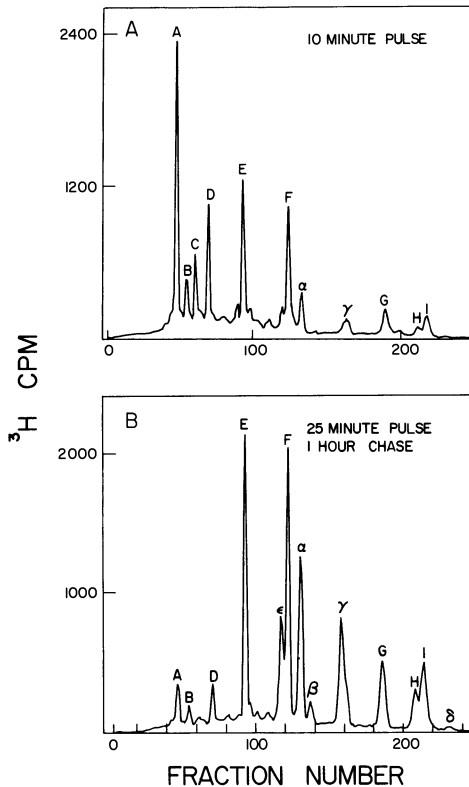 A
10 MINUTE PULSE
2400
1200
A
B
C
D
E
F
α
γ
G
H
I
0
100
200
³H CPM
B
25 MINUTE PULSE
1 HOUR CHASE
2000
1000
A
B
D
E
ϵ
F
α
β
γ
G
H
I
δ
0
100
200
FRACTION NUMBER